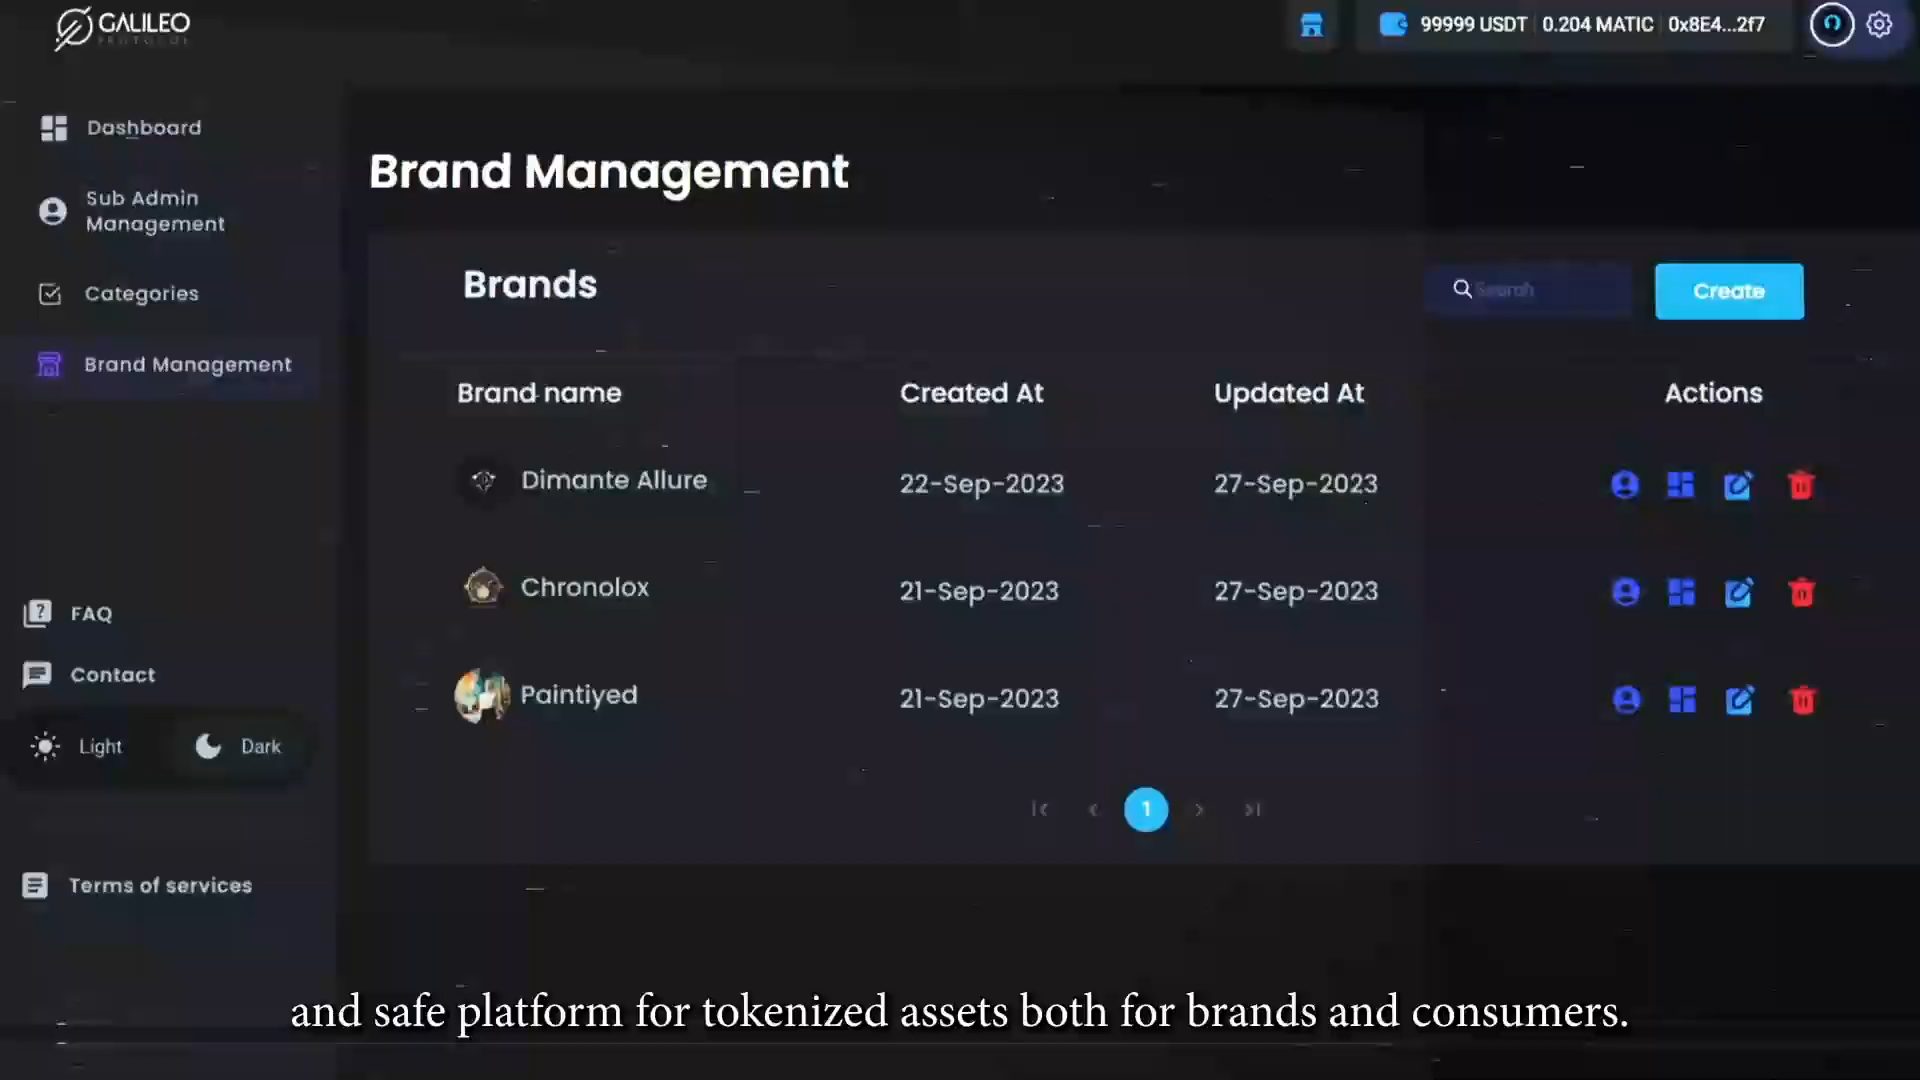 GALILEO
PROTOCOL
99999 USDT
0.204 MATIC
0x8E4...2f7
Dashboard
Sub Admin
Management
Categories
Brand Management
FAQ
Contact
Light
Dark
Terms of services
Brand Management
Brands
Search
Create
Brand name
Created At
Updated At
Actions
Dimante Allure
22-Sep-2023
27-Sep-2023
Chronolox
21-Sep-2023
27-Sep-2023
Paintiyed
21-Sep-2023
27-Sep-2023
1
and safe platform for tokenized assets both for brands and consumers.